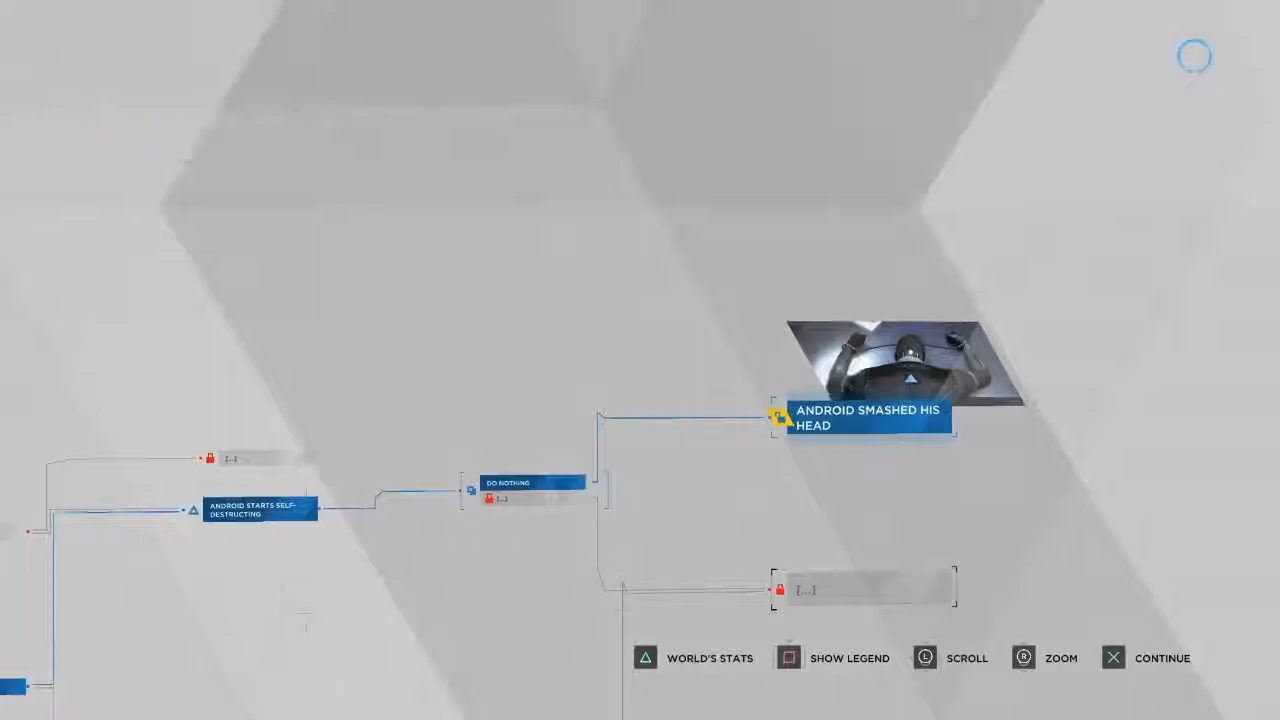 ANDROID SMASHED HIS
HEAD
[...]
ANDROID STARTS SELF-
DESTRUCTING
DO NOTHING
[...]
[...]
WORLD'S STATS
SHOW LEGEND
L
SCROLL
R
ZOOM
CONTINUE